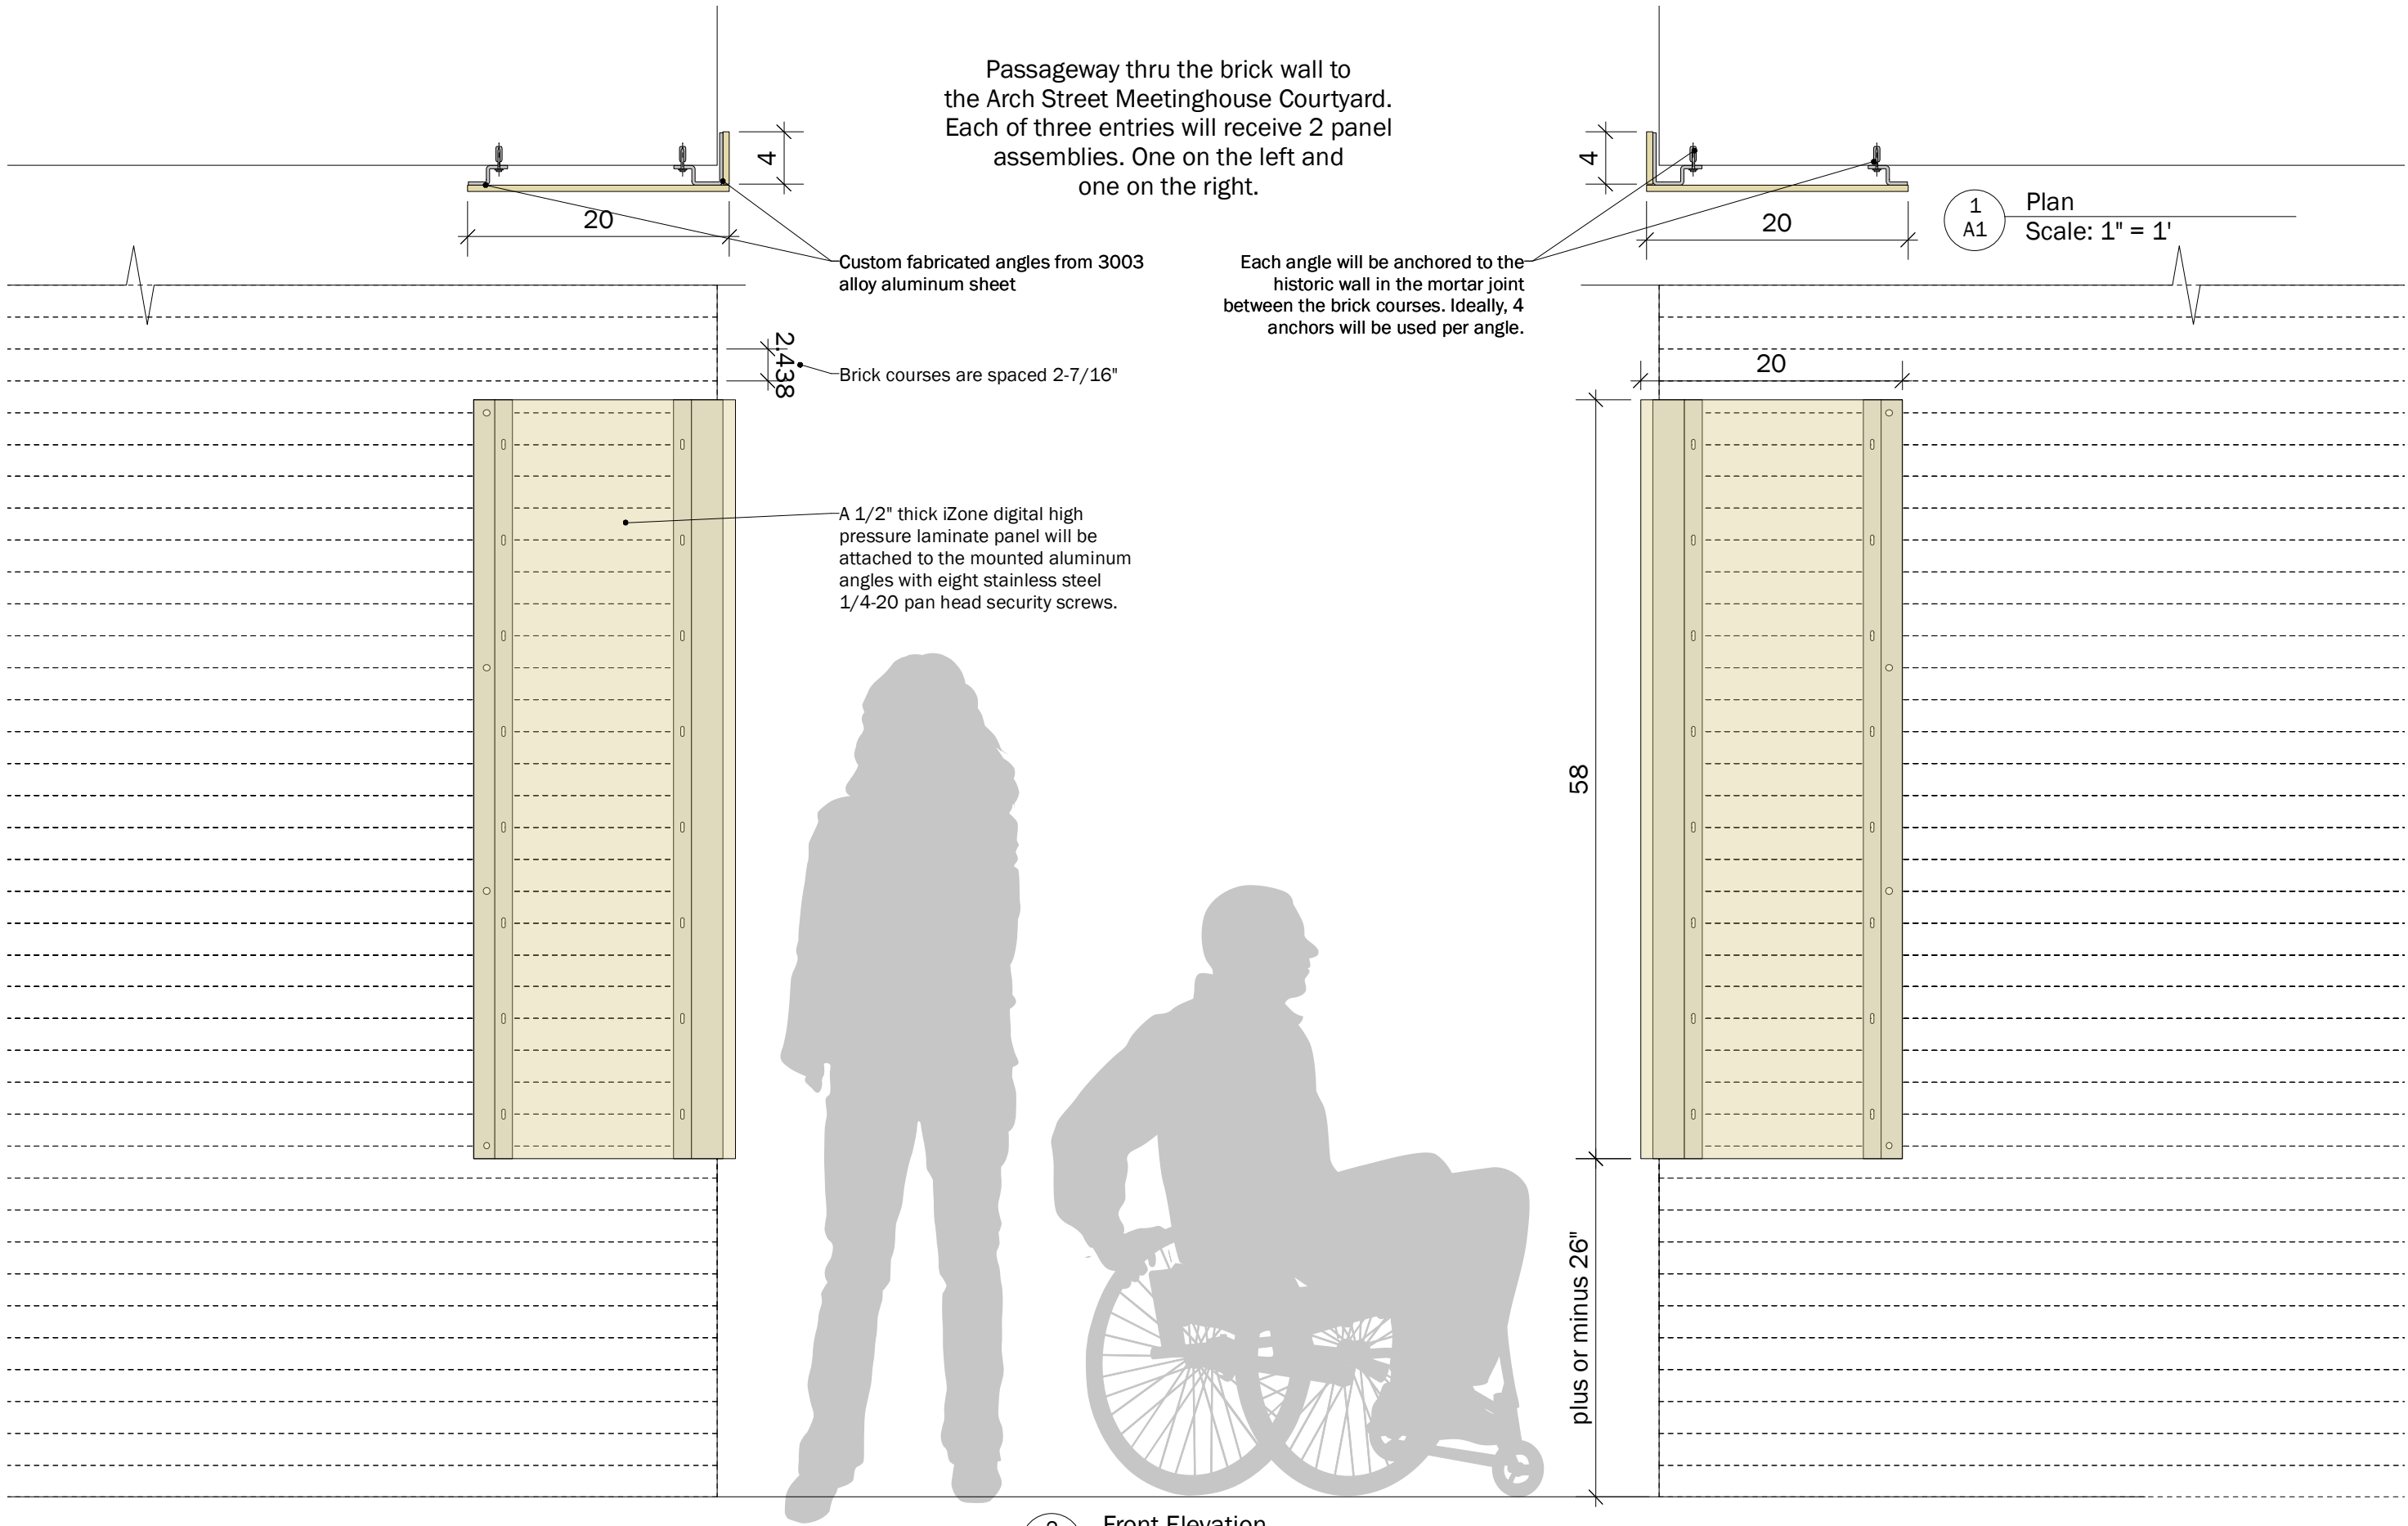 Passageway thru the brick wall to
the Arch Street Meetinghouse Courtyard.
Each of three entries will receive 2 panel
assemblies. One on the left and
one on the right.
4
4
20
20
1
A1
Plan
Scale: 1" = 1'
Custom fabricated angles from 3003
alloy aluminum sheet
Each angle will be anchored to the
historic wall in the mortar joint
between the brick courses. Ideally, 4
anchors will be used per angle.
2.438
Brick courses are spaced 2-7/16"
20
A 1/2" thick iZone digital high
pressure laminate panel will be
attached to the mounted aluminum
angles with eight stainless steel
1/4-20 pan head security screws.
58
plus or minus 26"
Front Elevation